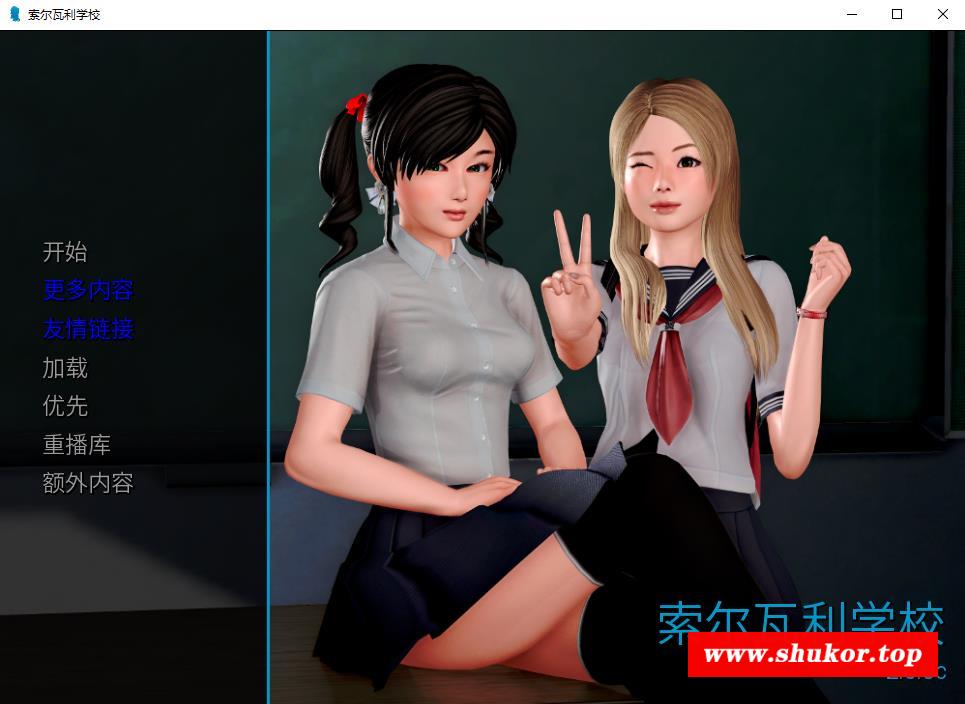 索尔瓦利学校
开始
更多内容
友情链接
加载
优先
重播库
额外内容
索尔瓦利学校
www.shukor.top